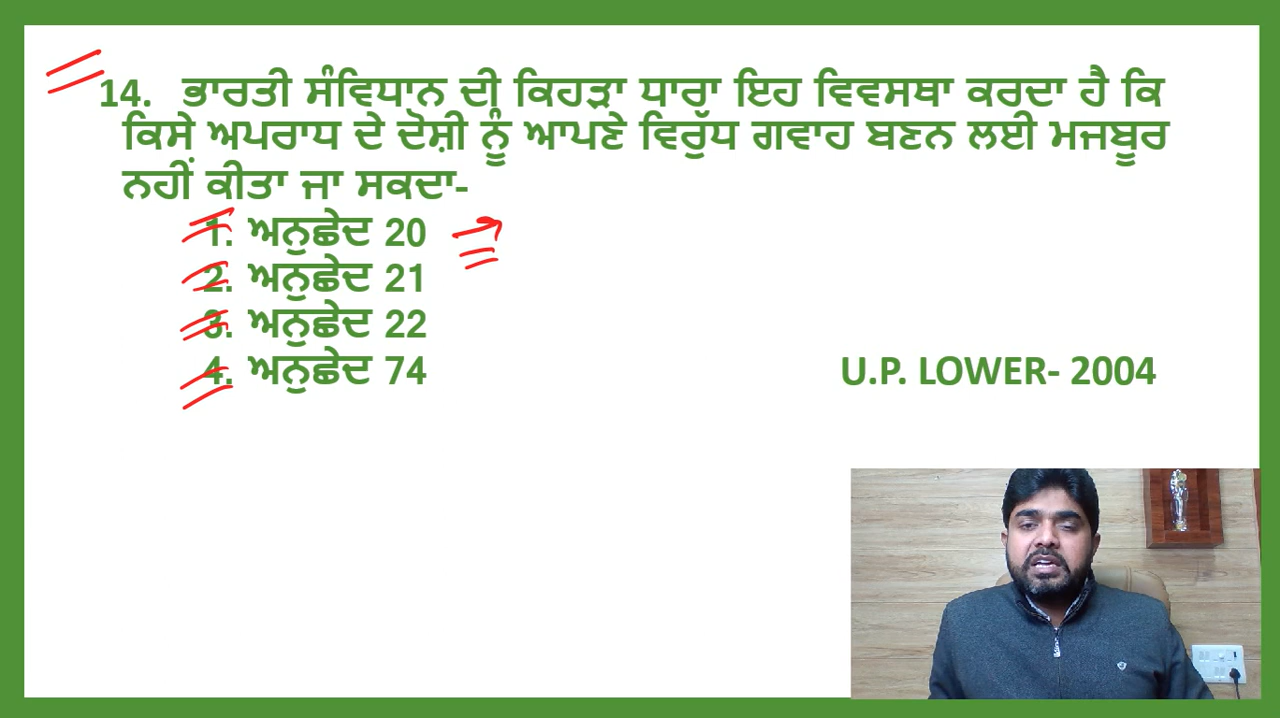 14. ਭਾਰਤੀ ਸੰਵਿਧਾਨ ਦੀ ਕਿਹੜਾ ਧਾਰਾ ਇਹ ਵਿਵਸਥਾ ਕਰਦਾ ਹੈ ਕਿ
ਕਿਸੇ ਅਪਰਾਧ ਦੇ ਦੋਸ਼ੀ ਨੂੰ ਆਪਣੇ ਵਿਰੁੱਧ ਗਵਾਹ ਬਣਨ ਲਈ ਮਜਬੂਰ
ਨਹੀਂ ਕੀਤਾ ਜਾ ਸਕਦਾ-
1. ਅਨੁਛੇਦ 20
2. ਅਨੁਛੇਦ 21
3. ਅਨੁਛੇਦ 22
4. ਅਨੁਛੇਦ 74
U.P. LOWER- 2004